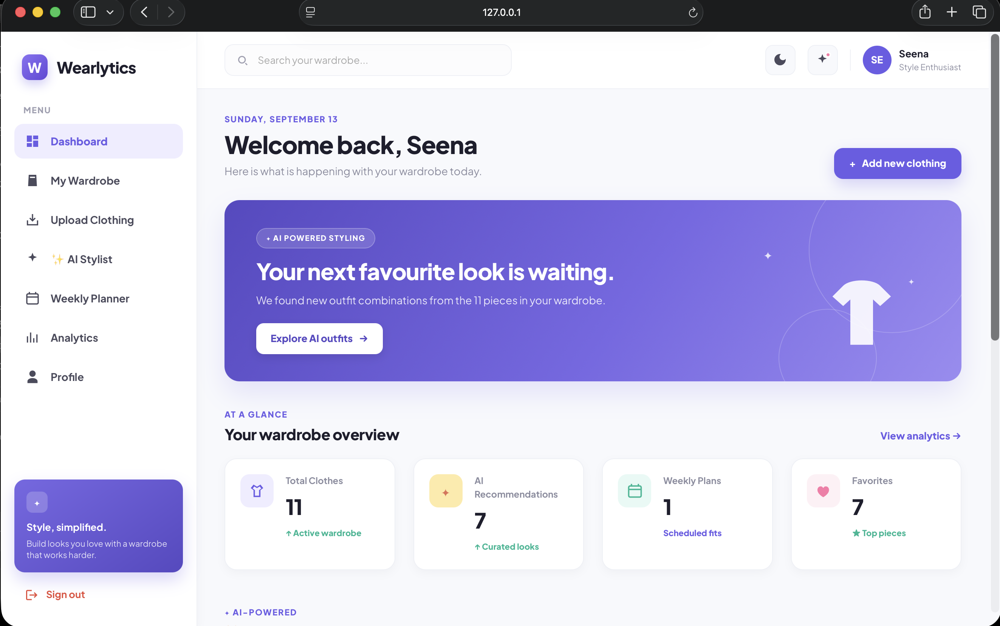 127.0.0.1
W Wearlytics
MENU
Dashboard
My Wardrobe
Upload Clothing
✨ AI Stylist
Weekly Planner
Analytics
Profile
Style, simplified.
Build looks you love with a wardrobe
that works harder.
Sign out
Search your wardrobe...
SE
Seena
Style Enthusiast
SUNDAY, SEPTEMBER 13
Welcome back, Seena
Here is what is happening with your wardrobe today.
+ Add new clothing
✦ AI POWERED STYLING
Your next favourite look is waiting.
We found new outfit combinations from the 11 pieces in your wardrobe.
Explore AI outfits →
AT A GLANCE
Your wardrobe overview
View analytics →
Total Clothes
11
↑ Active wardrobe
AI
Recommendations
7
↑ Curated looks
Weekly Plans
1
Scheduled fits
Favorites
7
★ Top pieces
✦ AI-POWERED